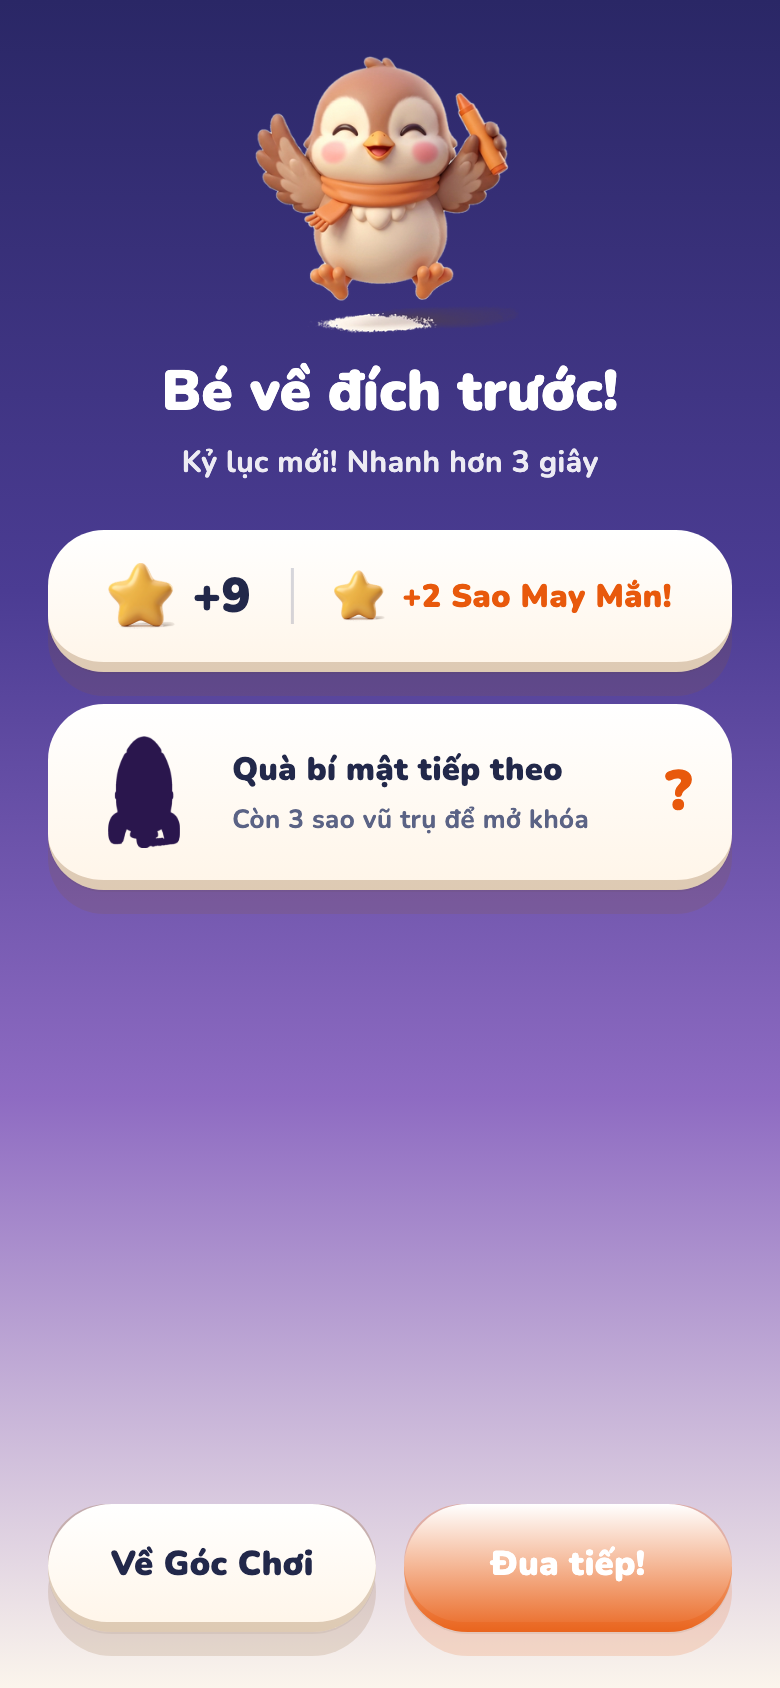 Bé về đích trước!
Kỷ lục mới! Nhanh hơn 3 giây
+9
+2 Sao May Mắn!
Quà bí mật tiếp theo
Còn 3 sao vũ trụ để mở khóa
?
Về Góc Chơi
Đua tiếp!